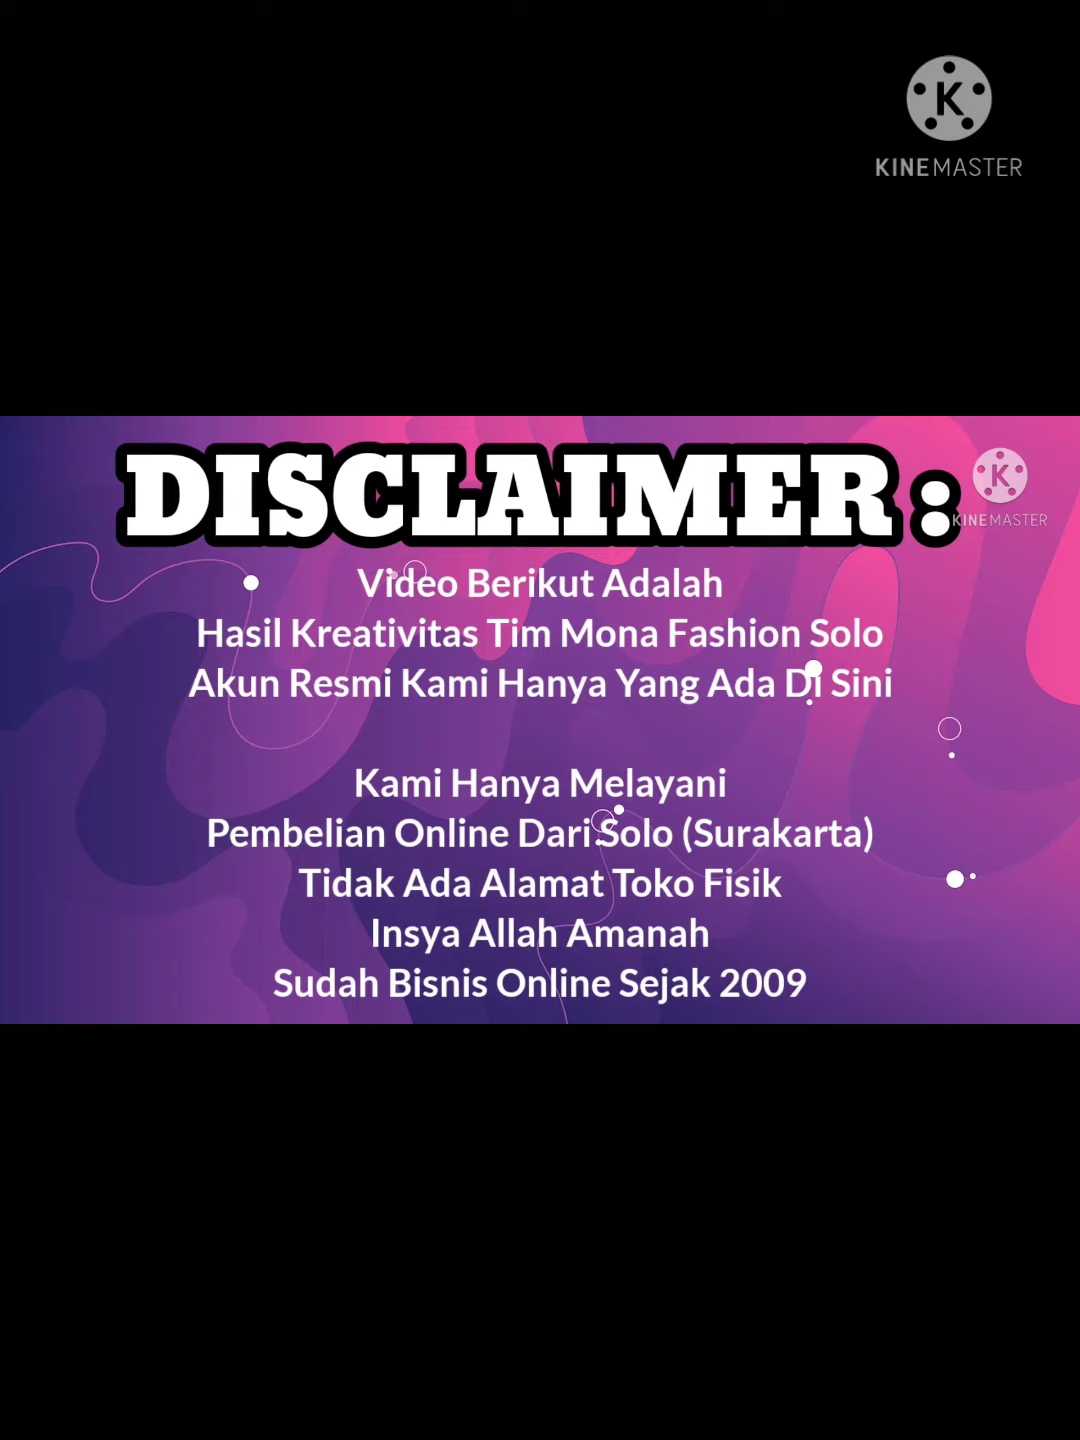 KINEMASTER
DISCLAIMER :
KINEMASTER
Video Berikut Adalah
Hasil Kreativitas Tim Mona Fashion Solo
Akun Resmi Kami Hanya Yang Ada Di Sini
Kami Hanya Melayani
Pembelian Online Dari Solo (Surakarta)
Tidak Ada Alamat Toko Fisik
Insya Allah Amanah
Sudah Bisnis Online Sejak 2009